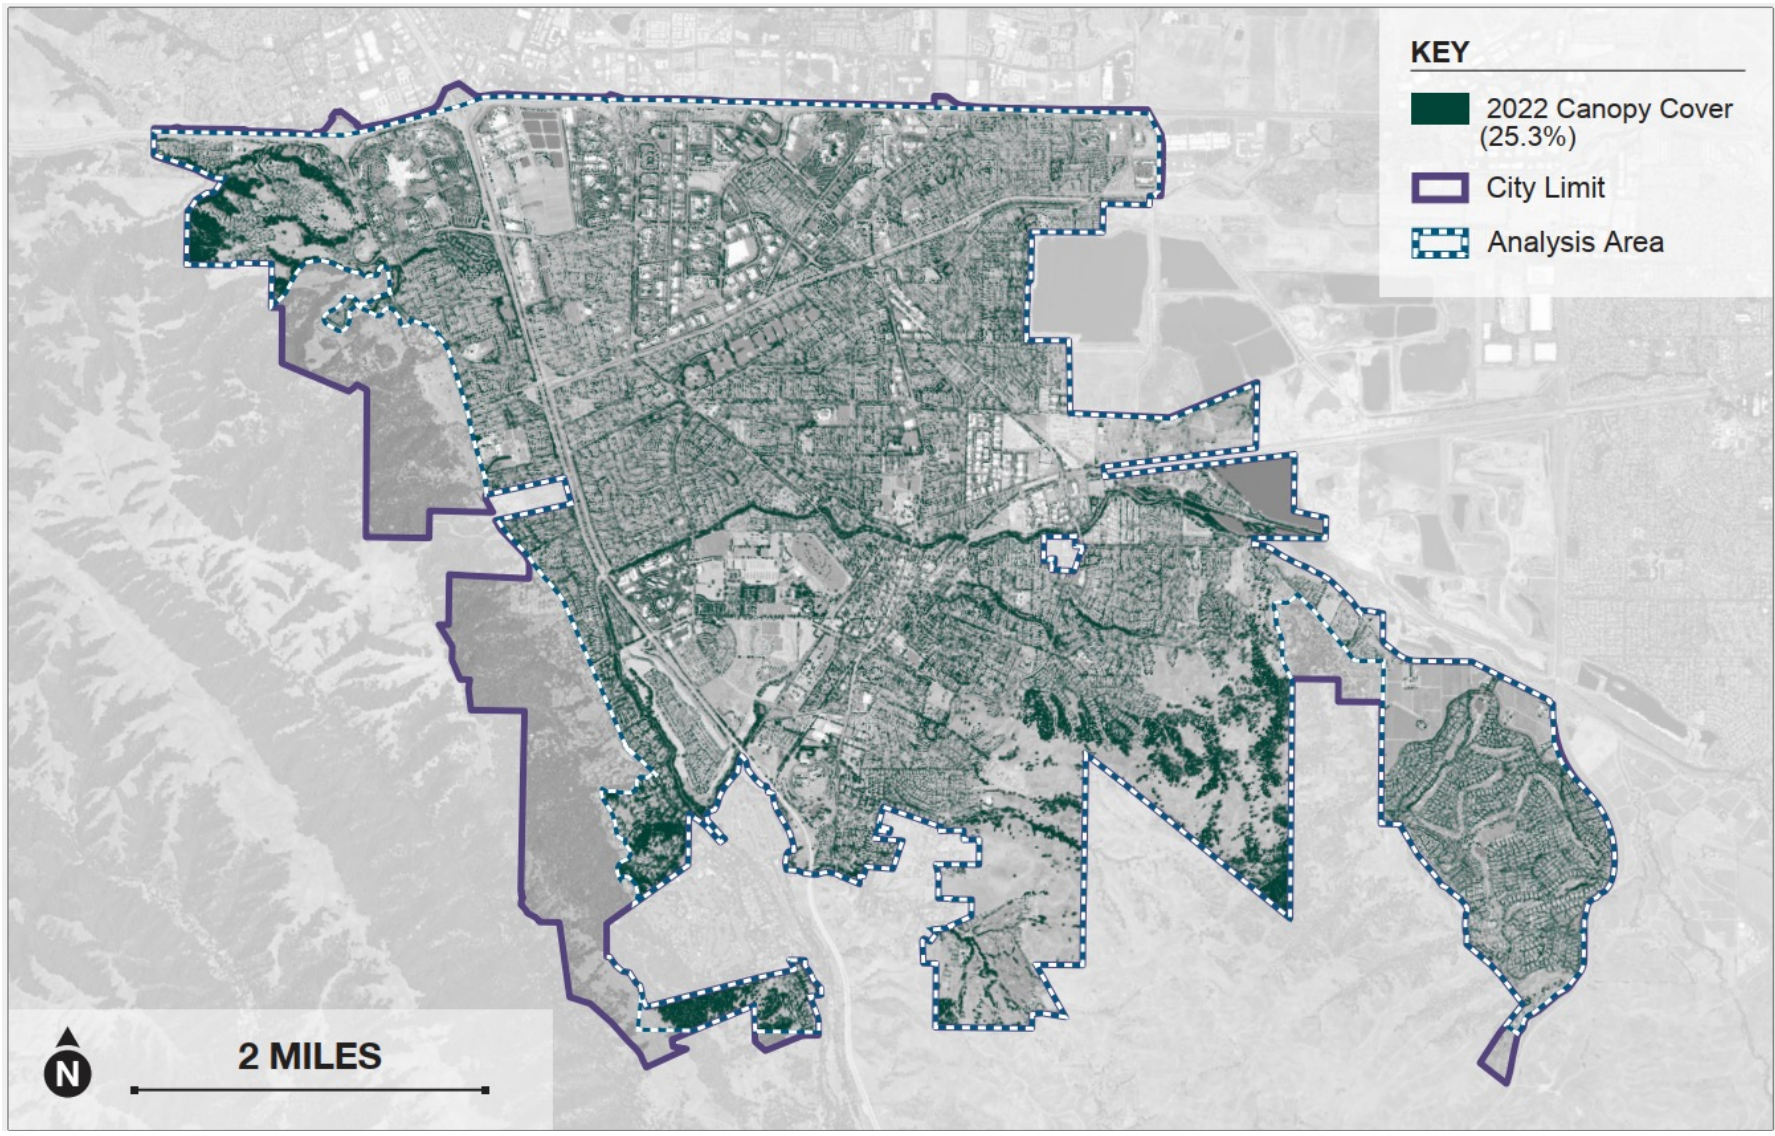 KEY
2022 Canopy Cover
(25.3%)
City Limit
Analysis Area
N
2 MILES